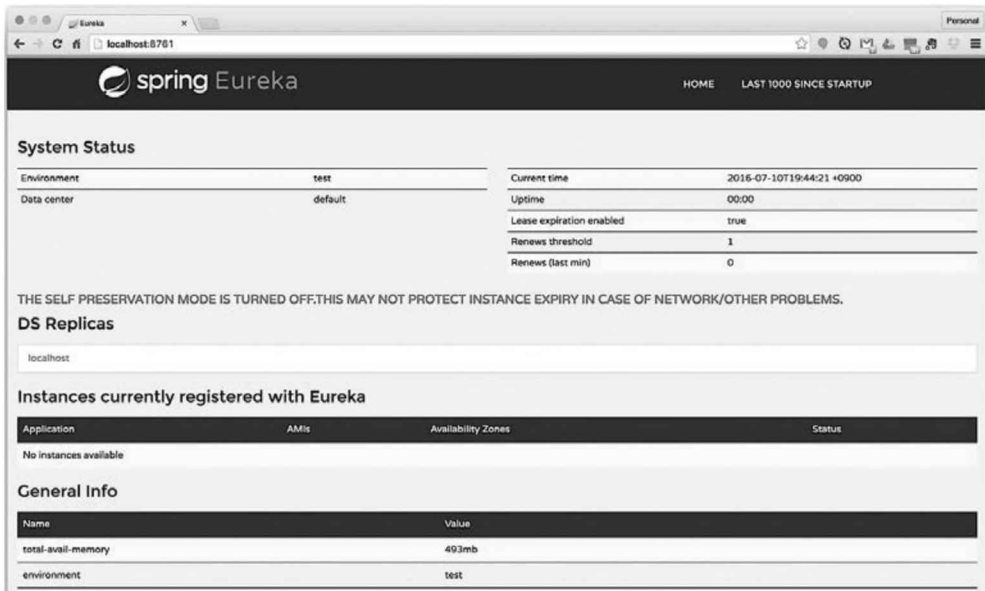 Eureka
Personal
localhost:8761
spring Eureka
HOME LAST 1000 SINCE STARTUP
System Status
Environment test
Data center default
Current time 2016-07-10T19:44:21 +0900
Uptime 00:00
Lease expiration enabled true
Renews threshold 1
Renews (last min) 0
THE SELF PRESERVATION MODE IS TURNED OFF.THIS MAY NOT PROTECT INSTANCE EXPIRY IN CASE OF NETWORK/OTHER PROBLEMS.
DS Replicas
localhost
Instances currently registered with Eureka
Application AMIs Availability Zones Status
No instances available
General Info
Name Value
total-avail-memory 493mb
environment test